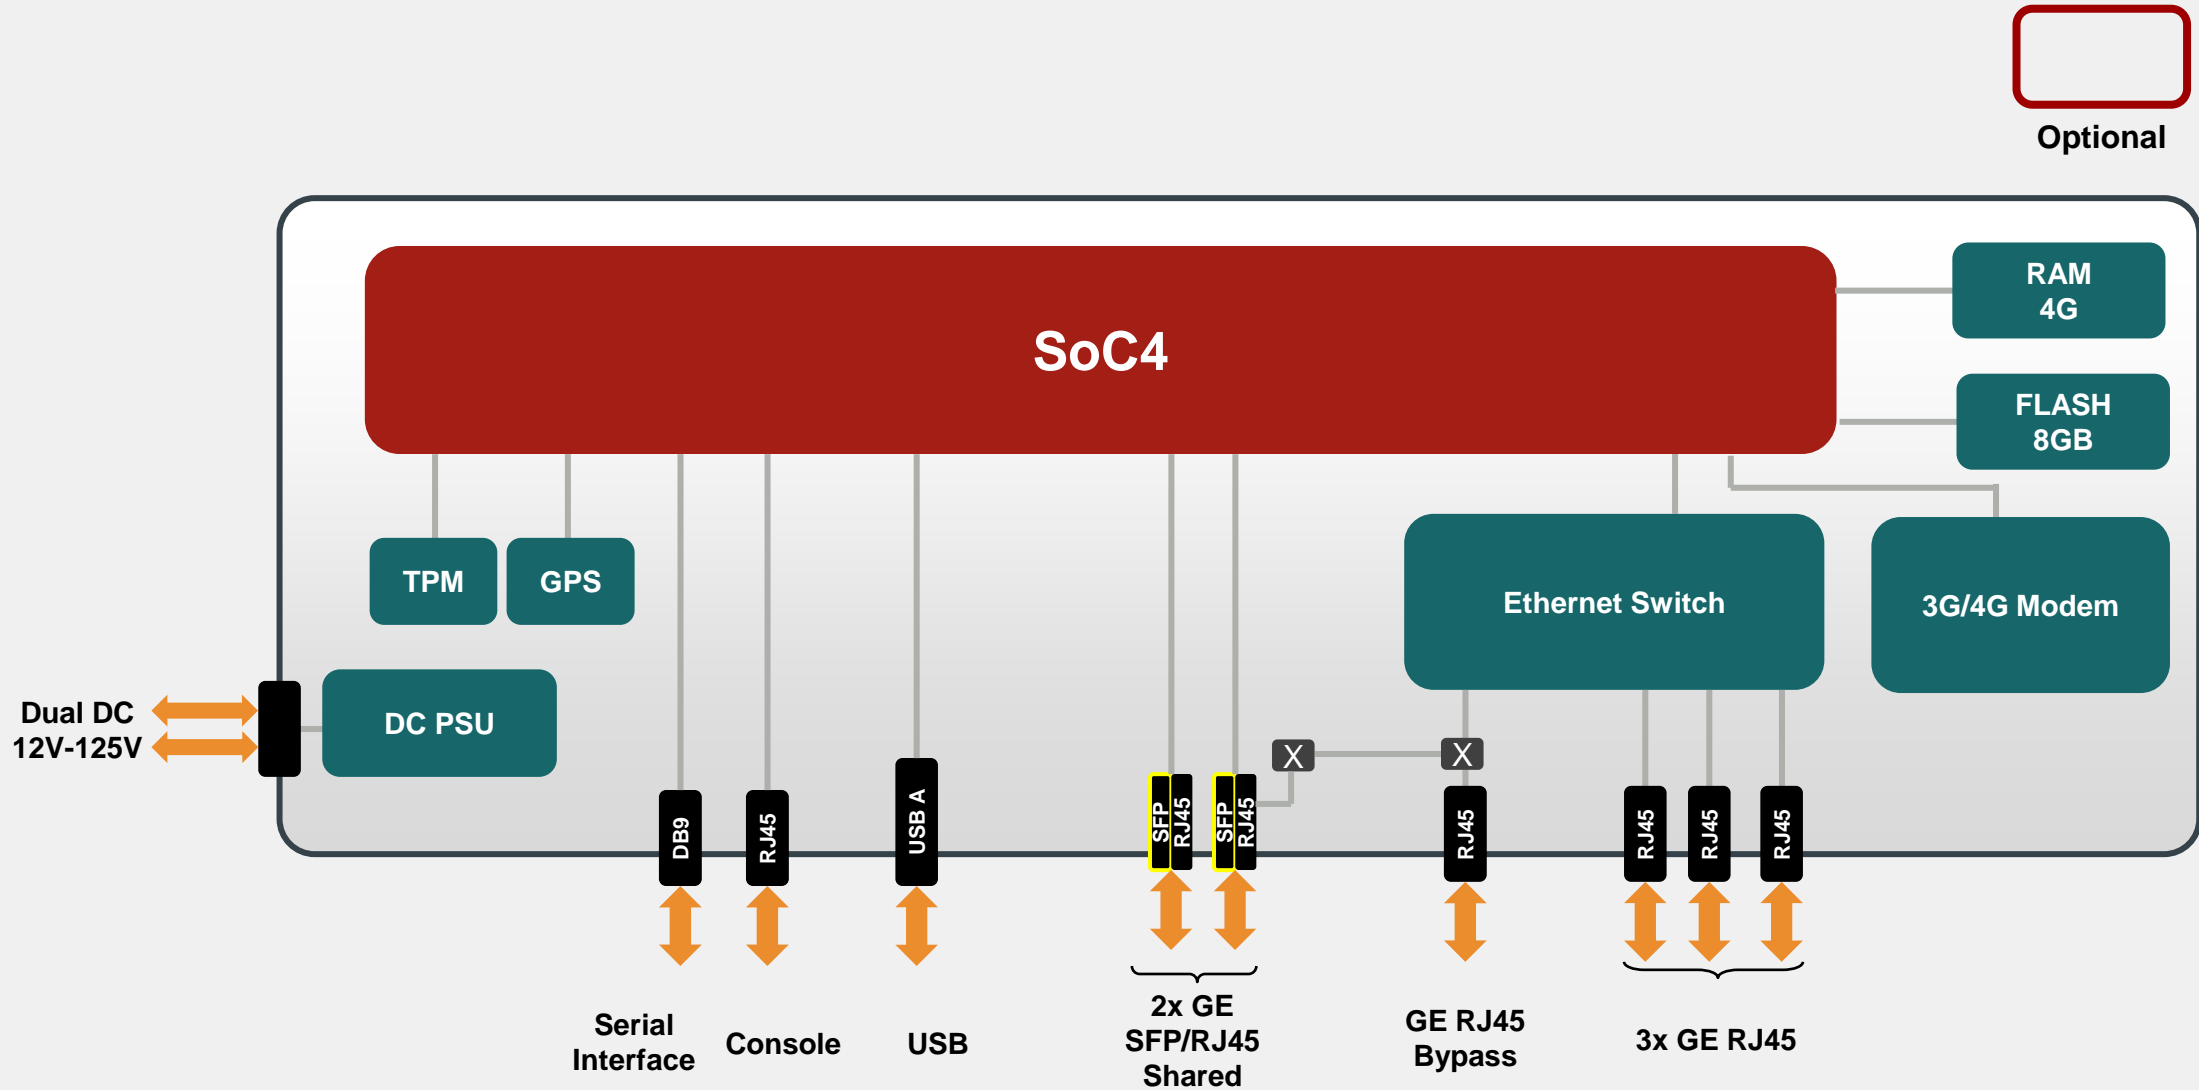 Optional
SoC4
RAM
4G
FLASH
8GB
TPM
GPS
Ethernet Switch
3G/4G Modem
DC PSU
Dual DC
12V-125V
X
X
DB9
RJ45
USB A
SFP
RJ45
SFP
RJ45
RJ45
RJ45
RJ45
RJ45
Serial
Interface
Console
USB
2x GE
SFP/RJ45
Shared
GE RJ45
Bypass
3x GE RJ45